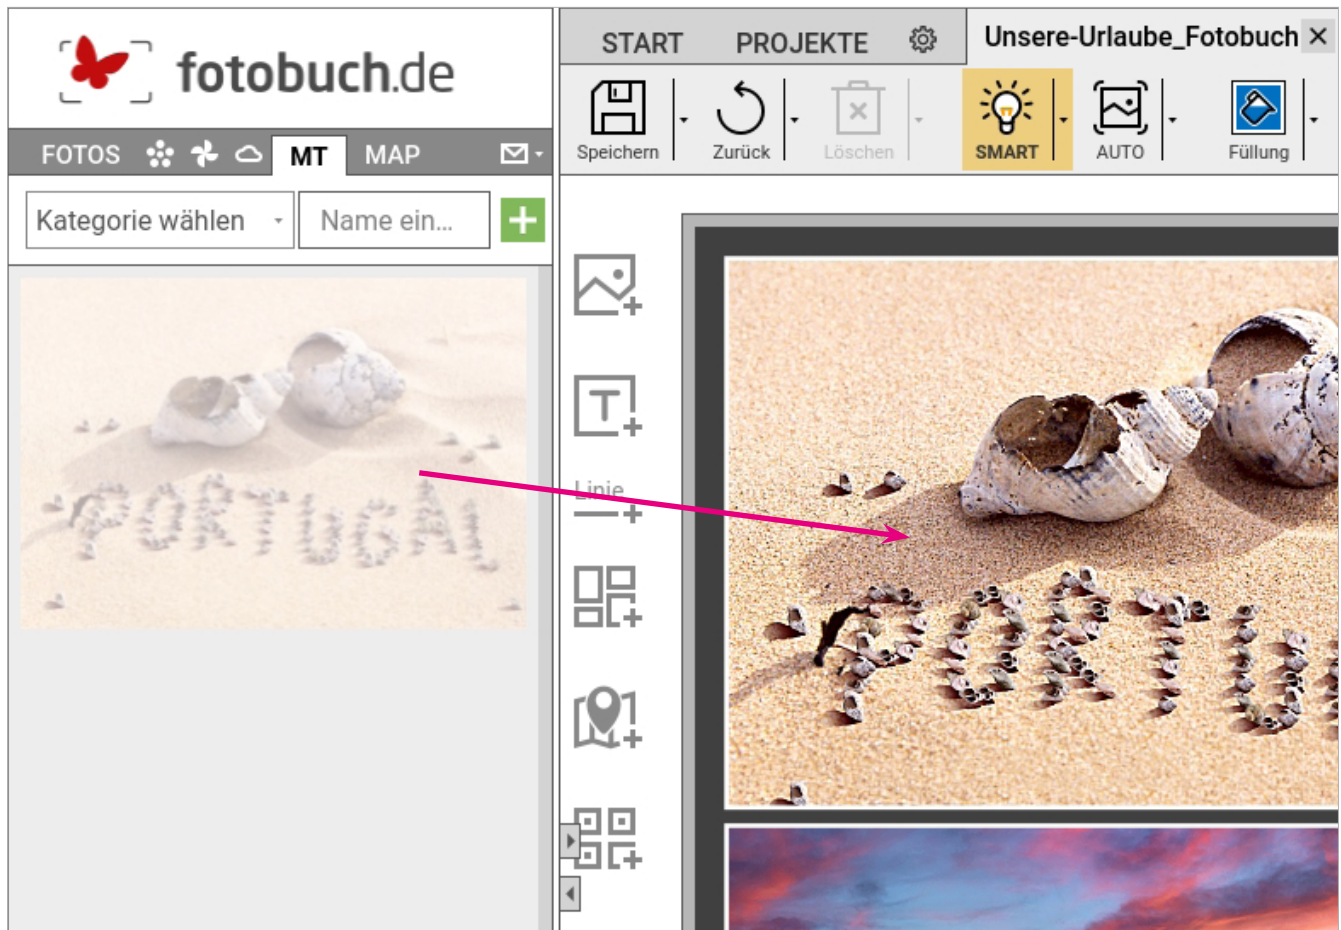 fotobuch.de
FOTOS MT MAP
Kategorie wählen Name ein...
START PROJEKTE Unsere-Urlaube_Fotobuch
Speichern Zurück Löschen SMART AUTO Füllung
T
Linie
PORTUGAL
PORTU